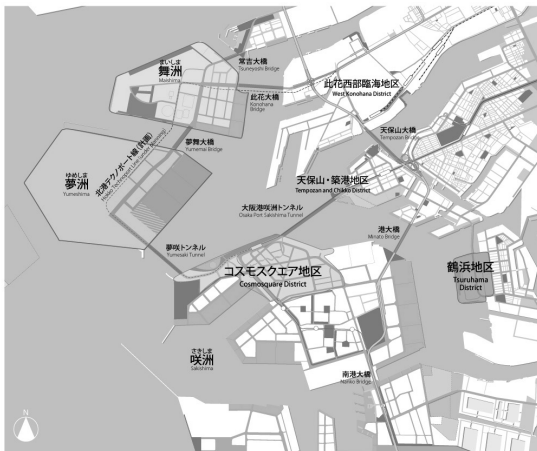 常吉大橋
Tsuneyoshi Bridge
まいしま
舞洲
Maishima
此花西部臨海地区
West Konohana District
此花大橋
Konohana
Bridge
天保山大橋
Tempozan Bridge
夢舞大橋
Yumemai Bridge
北港テクノポート線（計画）
Hokko Technoport Line (under planning)
ゆめしま
夢洲
Yumeshima
天保山・築港地区
Tempozan and Chikko District
大阪港咲洲トンネル
Osaka Port Sakishima Tunnel
港大橋
Minato Bridge
夢咲トンネル
Yumesaki Tunnel
コスモスクエア地区
Cosmosquare District
鶴浜地区
Tsuruhama
District
さきしま
咲洲
Sakishima
南港大橋
Nanko Bridge
N